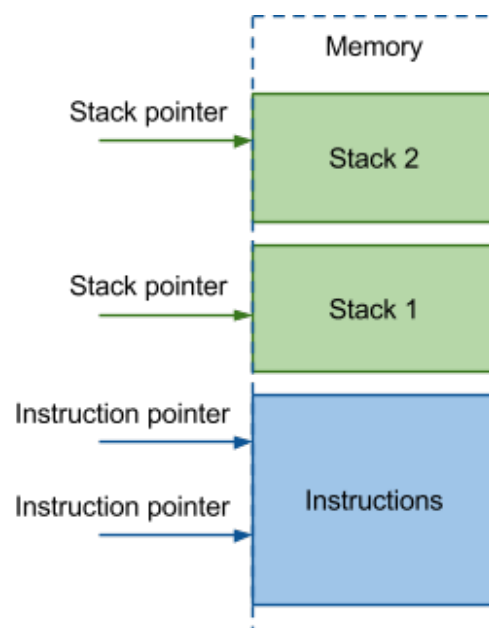 Memory
Stack pointer
Stack 2
Stack pointer
Stack 1
Instruction pointer
Instructions
Instruction pointer